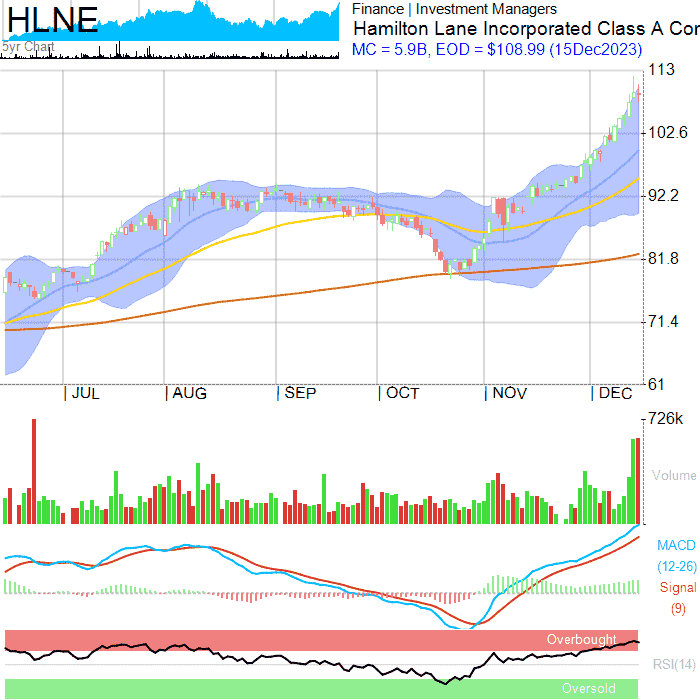 HLNE
5yr Chart
Finance | Investment Managers
Hamilton Lane Incorporated Class A Cor
MC = 5.9B, EOD = $108.99 (15Dec2023)
113
102.6
92.2
81.8
71.4
61
JUL AUG SEP OCT NOV DEC
726k
Volume
MACD
(12-26)
Signal
(9)
Overbought
RSI(14)
Oversold